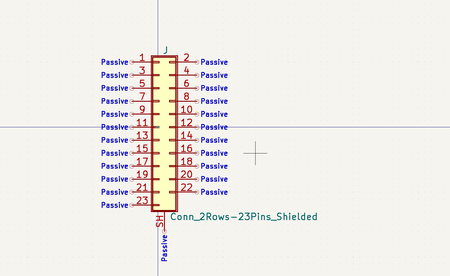 J
Passive 1 2 Passive
Passive 3 4 Passive
Passive 5 6 Passive
Passive 7 8 Passive
Passive 9 10 Passive
Passive 11 12 Passive
Passive 13 14 Passive
Passive 15 16 Passive
Passive 17 18 Passive
Passive 19 20 Passive
Passive 21 22 Passive
Passive 23
Conn_2Rows-23Pins_Shielded
SH
Passive